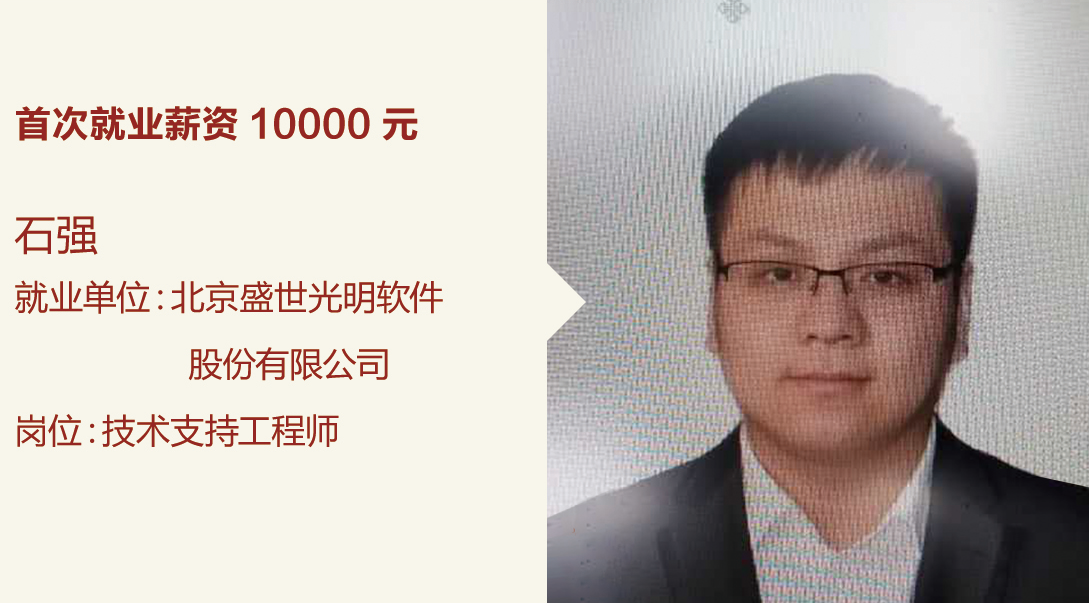 首次就业薪资 10000 元
石强
就业单位:北京盛世光明软件
股份有限公司
岗位:技术支持工程师